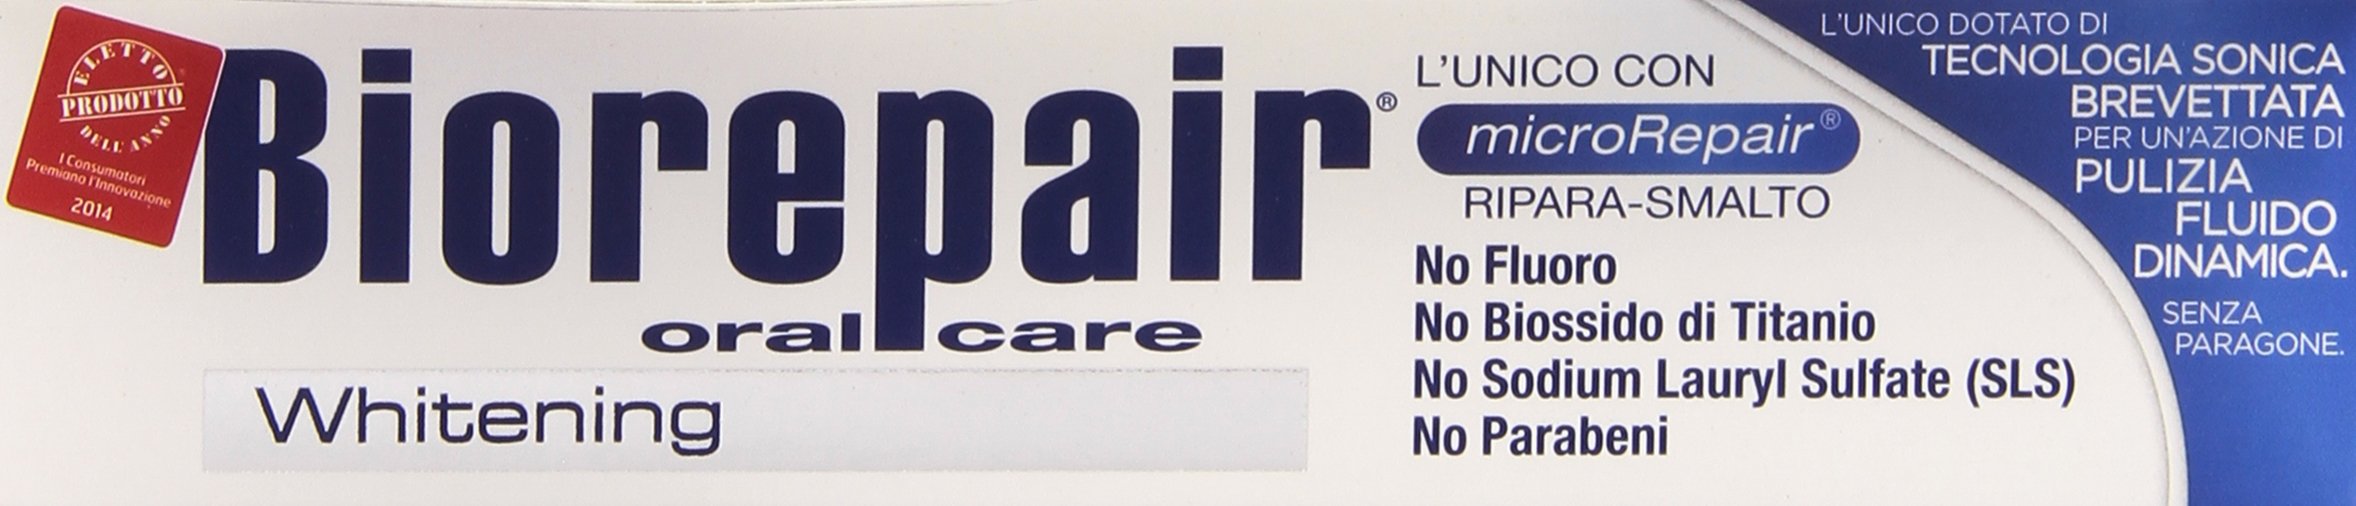 ELETTO
PRODOTTO
DELL'ANNO
I Consumatori
Premiano l'Innovazione
2014
Biorepair®
oral care
Whitening
L'UNICO CON
microRepair®
RIPARA-SMALTO
No Fluoro
No Biossido di Titanio
No Sodium Lauryl Sulfate (SLS)
No Parabeni
L'UNICO DOTATO DI
TECNOLOGIA SONICA
BREVETTATA
PER UN'AZIONE DI
PULIZIA
FLUIDO
DINAMICA.
SENZA
PARAGONE.